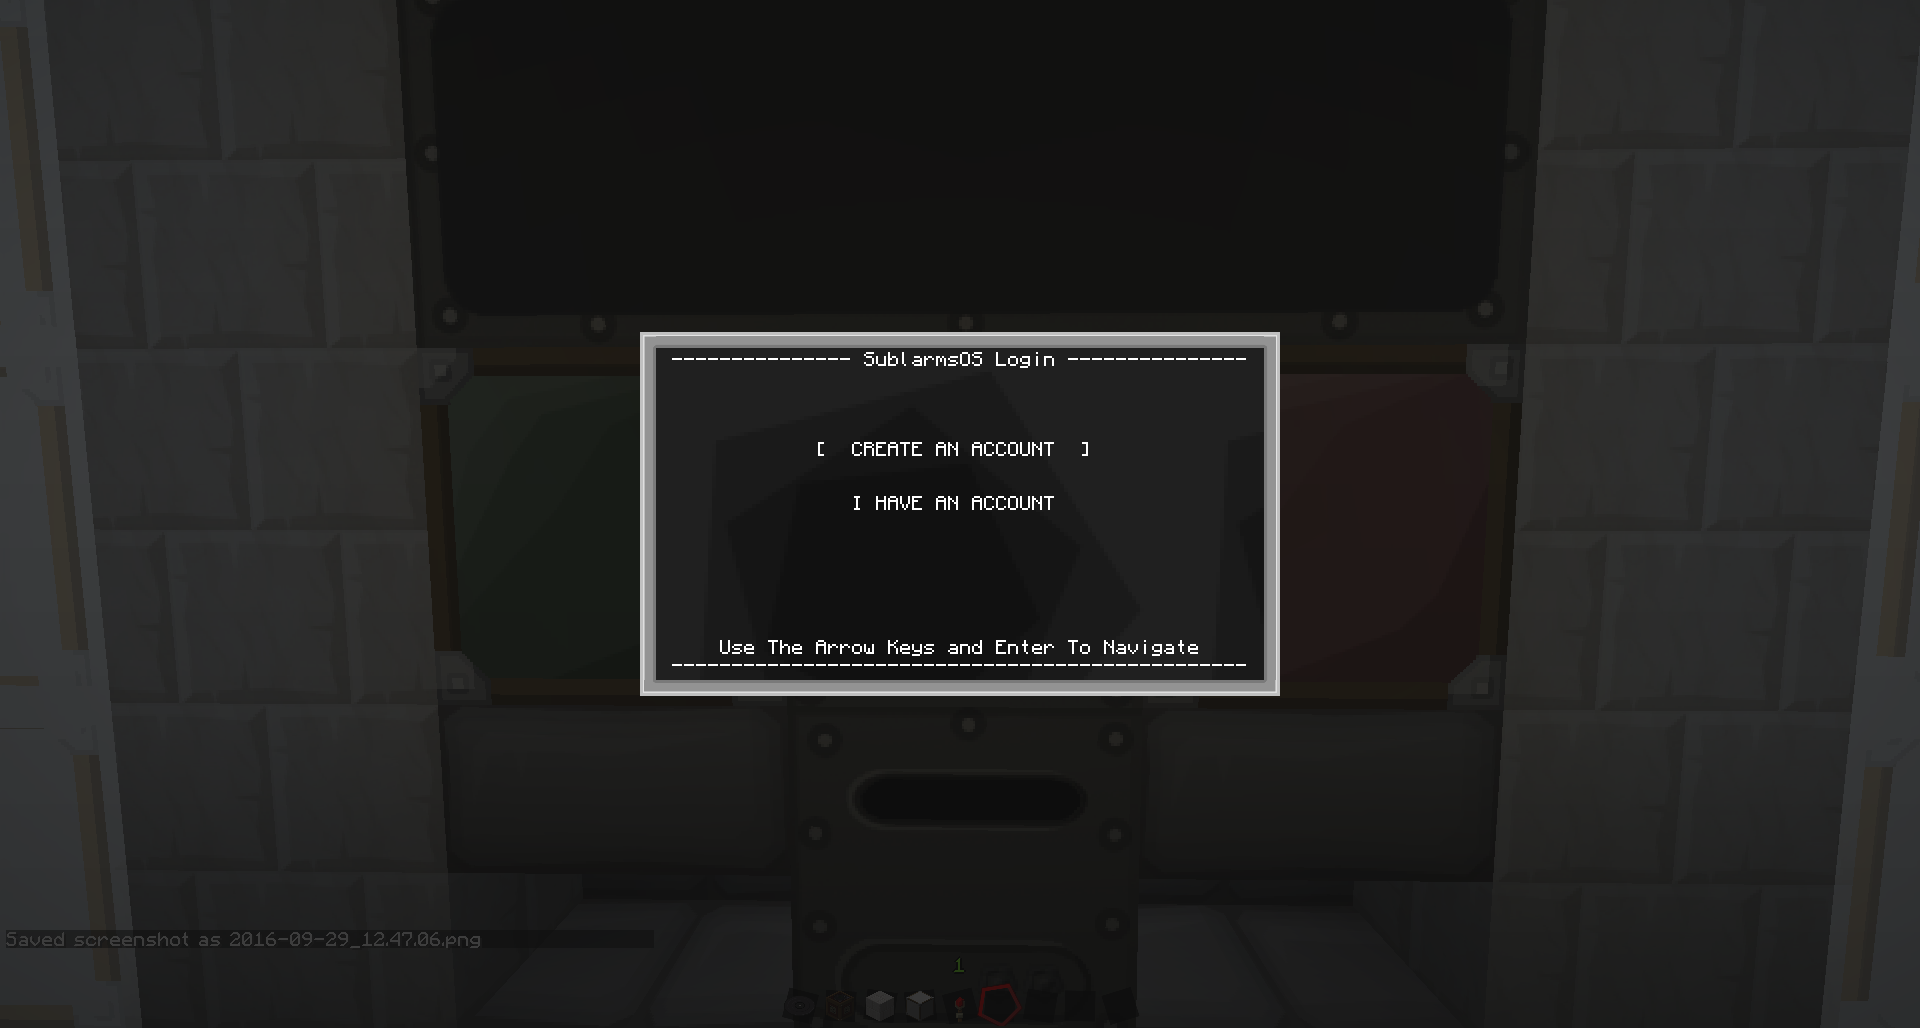 --------------- SublarmsOS Login ---------------
[  CREATE AN ACCOUNT  ]
I HAVE AN ACCOUNT
Use The Arrow Keys and Enter To Navigate
------------------------------------------------
Saved screenshot as 2016-09-29_12.47.06.png
1